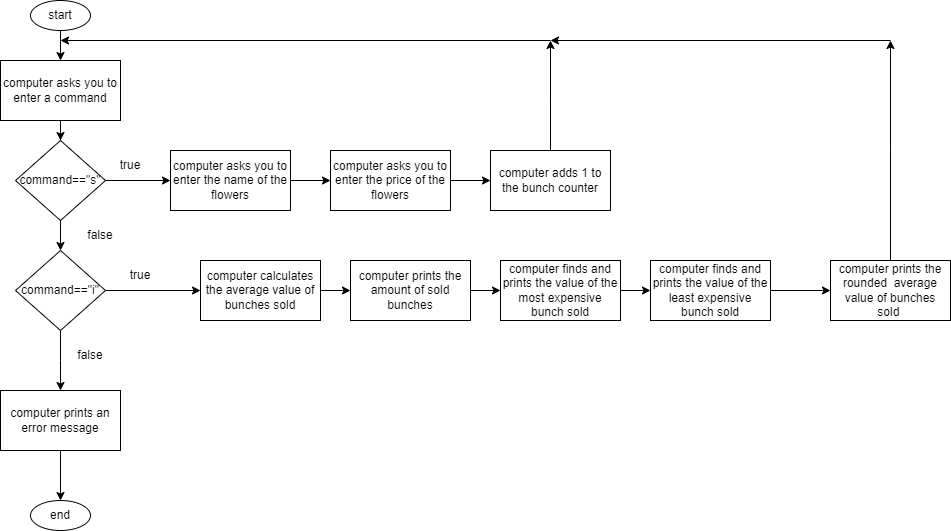 start
computer asks you to
enter a command
command=="s"
true
computer asks you to
enter the name of the
flowers
computer asks you to
enter the price of the
flowers
computer adds 1 to
the bunch counter
false
command=="i"
true
computer calculates
the average value of
bunches sold
computer prints the
amount of sold
bunches
computer finds and
prints the value of the
most expensive
bunch sold
computer finds and
prints the value of the
least expensive
bunch sold
computer prints the
rounded average
value of bunches
sold
false
computer prints an
error message
end